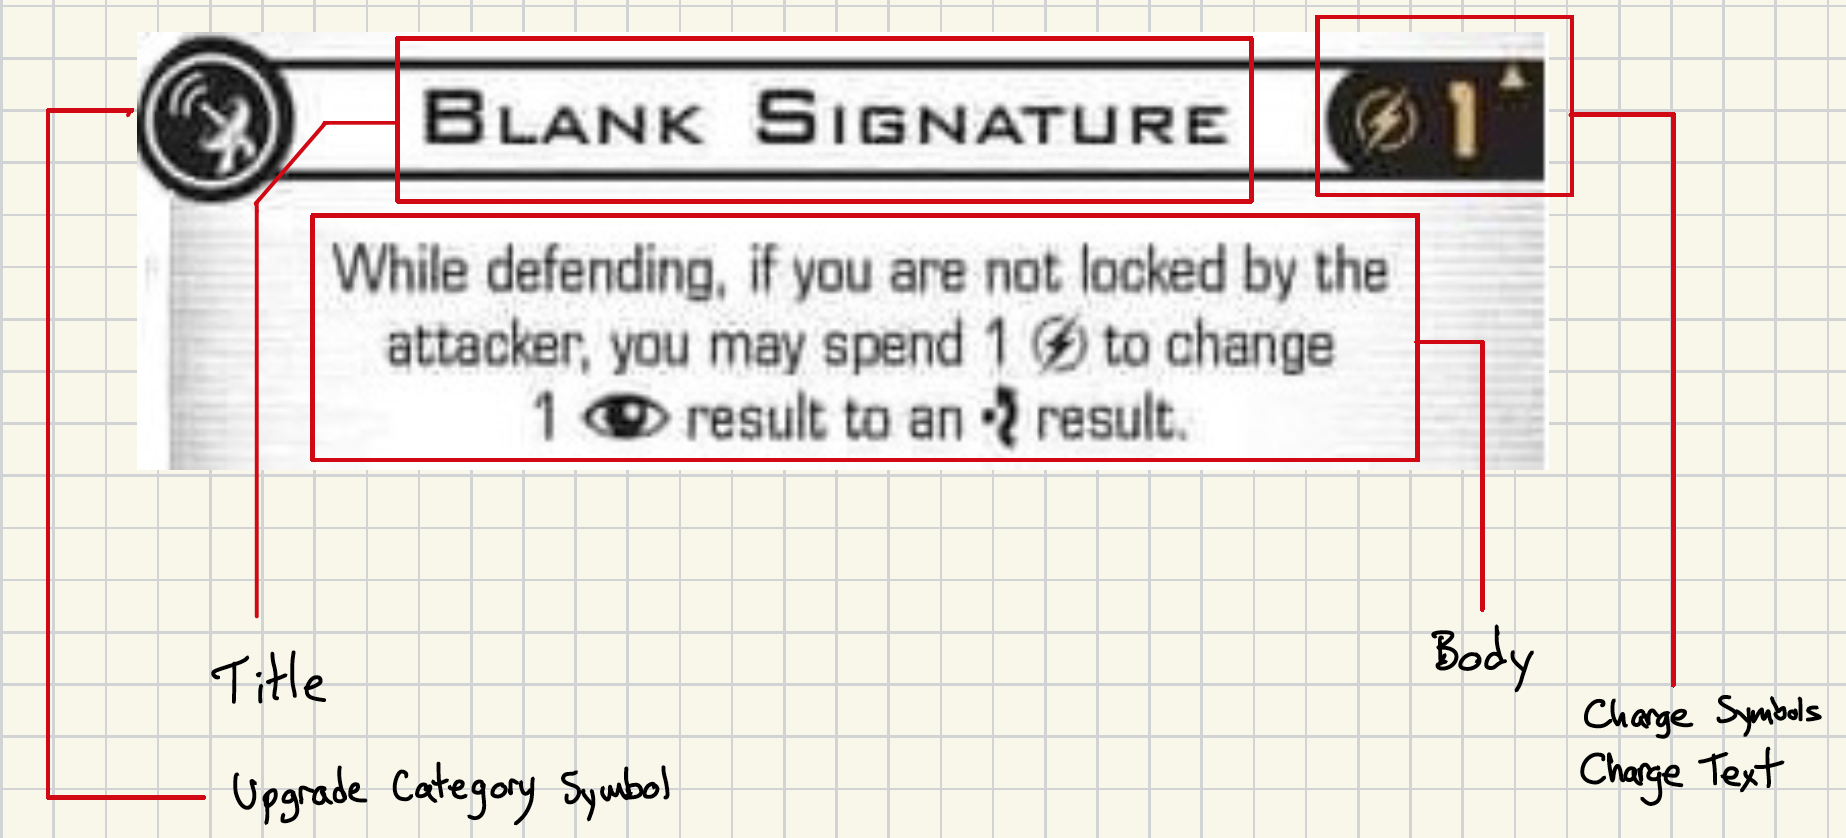 BLANK SIGNATURE
1
While defending, if you are not locked by the
attacker, you may spend 1 to change
1 result to an result.
Title
Body
Charge Symbols
Charge Text
Upgrade Category Symbol